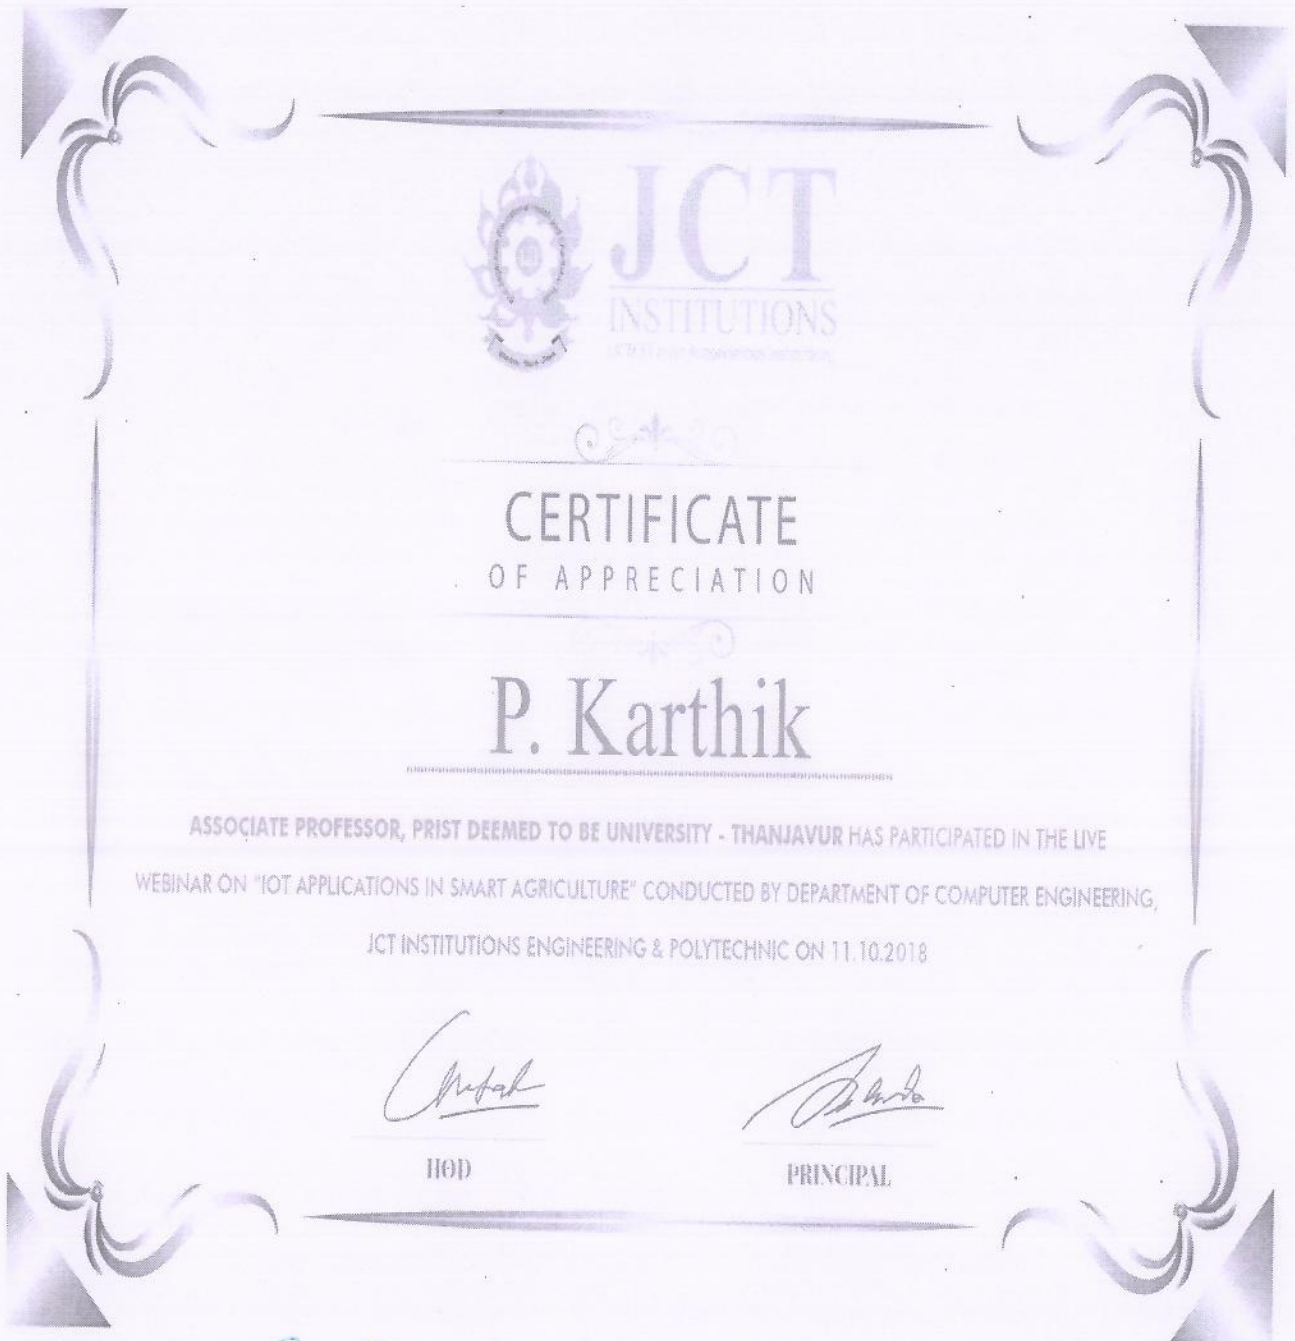 JCT
INSTITUTIONS
CERTIFICATE
OF APPRECIATION
P. Karthik
ASSOCIATE PROFESSOR, PRIST DEEMED TO BE UNIVERSITY - THANJAVUR HAS PARTICIPATED IN THE LIVE
WEBINAR ON "IOT APPLICATIONS IN SMART AGRICULTURE" CONDUCTED BY DEPARTMENT OF COMPUTER ENGINEERING,
JCT INSTITUTIONS ENGINEERING & POLYTECHNIC ON 11.10.2018
HOD
PRINCIPAL